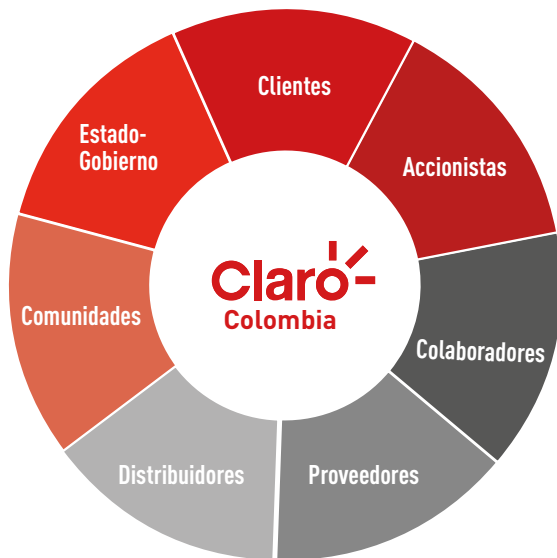 Clientes
Estado-
Gobierno
Accionistas
Claro
Colombia
Comunidades
Colaboradores
Distribuidores
Proveedores